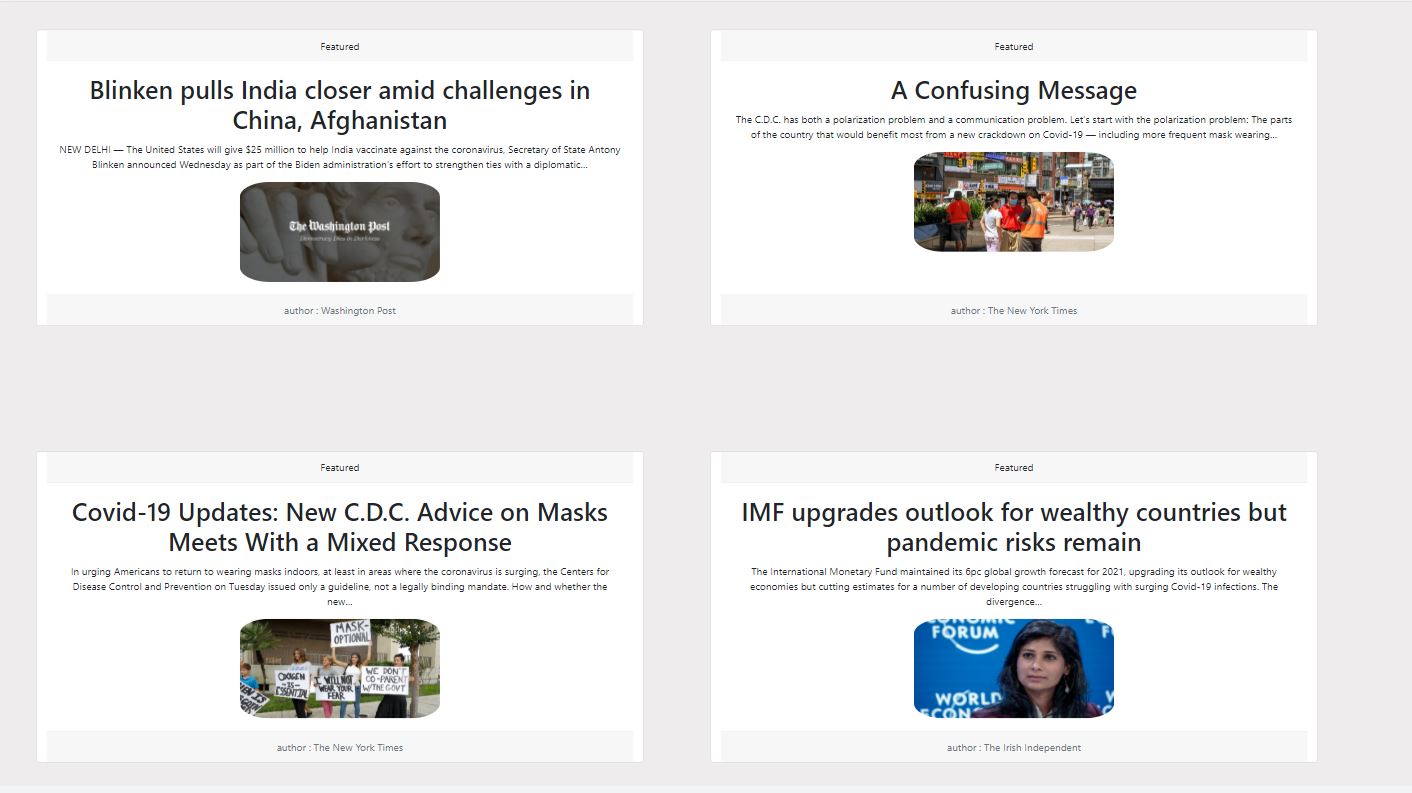 Featured
Blinken pulls India closer amid challenges in
China, Afghanistan
NEW DELHI — The United States will give $25 million to help India vaccinate against the coronavirus, Secretary of State Antony
Blinken announced Wednesday as part of the Biden administration's effort to strengthen ties with a diplomatic...
The Washington Post
Democracy Dies in Darkness
author : Washington Post
Featured
A Confusing Message
The C.D.C. has both a polarization problem and a communication problem. Let's start with the polarization problem: The parts
of the country that would benefit most from a new crackdown on Covid-19 — including more frequent mask wearing...
author : The New York Times
Featured
Covid-19 Updates: New C.D.C. Advice on Masks
Meets With a Mixed Response
In urging Americans to return to wearing masks indoors, at least in areas where the coronavirus is surging, the Centers for
Disease Control and Prevention on Tuesday issued only a guideline, not a legally binding mandate. How and whether the
new...
MASK-
OPTIONAL
OXYGEN
-IS-
ESSENTIAL
I WILL NOT
WEAR YOUR
FEAR
WE DON'T
CO-PARENT
W/THE GOVT
author : The New York Times
Featured
IMF upgrades outlook for wealthy countries but
pandemic risks remain
The International Monetary Fund maintained its 6pc global growth forecast for 2021, upgrading its outlook for wealthy
economies but cutting estimates for a number of developing countries struggling with surging Covid-19 infections. The
divergence...
ECONOMIC
FORUM
WORLD
ECONO
author : The Irish Independent